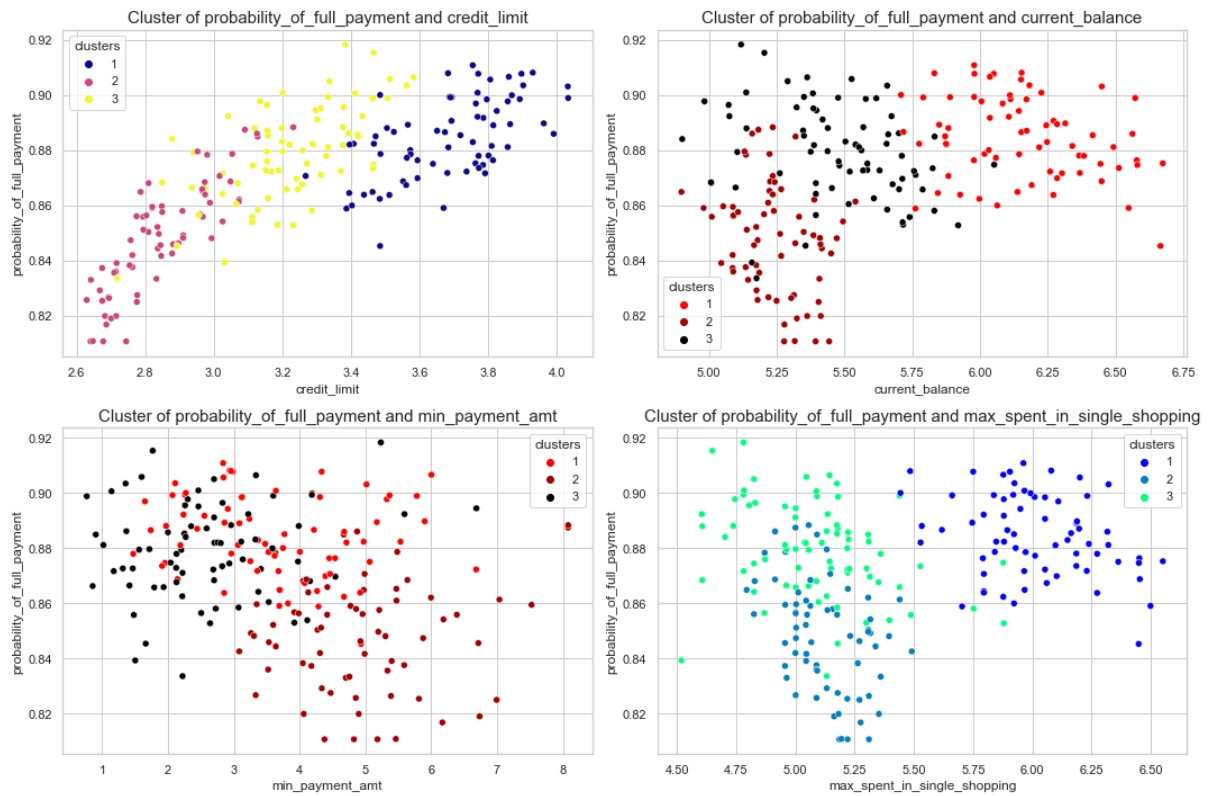 Cluster of probability_of_full_payment and credit_limit
clusters
1
2
3
0.92
0.90
0.88
0.86
0.84
0.82
probability_of_full_payment
2.6 2.8 3.0 3.2 3.4 3.6 3.8 4.0
credit_limit
Cluster of probability_of_full_payment and current_balance
0.92
0.90
0.88
0.86
0.84
0.82
probability_of_full_payment
clusters
1
2
3
5.00 5.25 5.50 5.75 6.00 6.25 6.50 6.75
current_balance
Cluster of probability_of_full_payment and min_payment_amt
clusters
1
2
3
0.92
0.90
0.88
0.86
0.84
0.82
probability_of_full_payment
1 2 3 4 5 6 7 8
min_payment_amt
Cluster of probability_of_full_payment and max_spent_in_single_shopping
clusters
1
2
3
0.92
0.90
0.88
0.86
0.84
0.82
probability_of_full_payment
4.50 4.75 5.00 5.25 5.50 5.75 6.00 6.25 6.50
max_spent_in_single_shopping